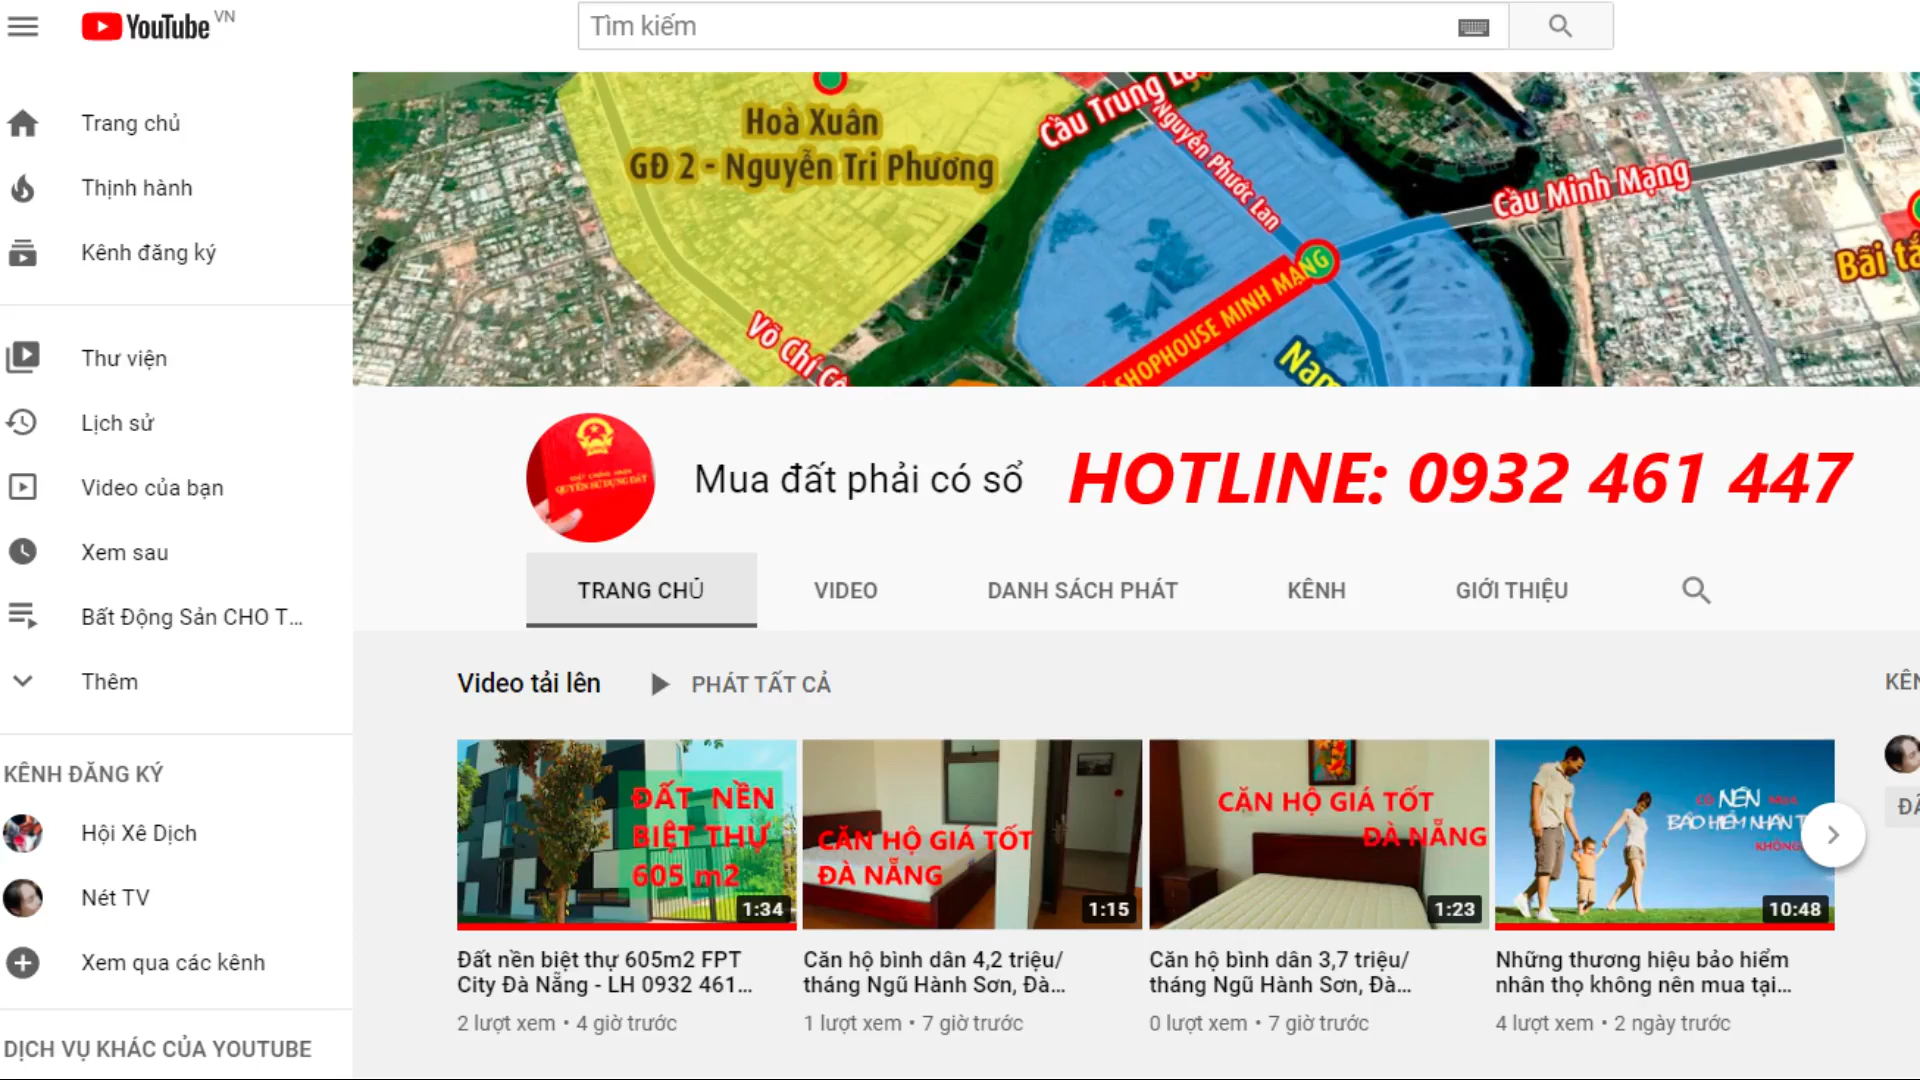 YouTube VN
Tìm kiếm
Trang chủ
Thịnh hành
Kênh đăng ký
Thư viện
Lịch sử
Video của bạn
Xem sau
Bất Động Sản CHO T...
Thêm
KÊNH ĐĂNG KÝ
Hội Xê Dịch
Nét TV
Xem qua các kênh
DỊCH VỤ KHÁC CỦA YOUTUBE
Hoà Xuân
GĐ 2 - Nguyễn Tri Phương
Cầu Trung
Nguyễn Phước Lan
Cầu Minh Mạng
Bãi
Võ Chí
SHOPHOUSE MINH MẠNG
Nam
QUYỀN SỬ DỤNG ĐẤT
Mua đất phải có sổ
HOTLINE: 0932 461 447
TRANG CHỦ
VIDEO
DANH SÁCH PHÁT
KÊNH
GIỚI THIỆU
Video tải lên
PHÁT TẤT CẢ
ĐẤT NỀN
BIỆT THỰ
605 m2
1:34
Đất nền biệt thự 605m2 FPT
City Đà Nẵng - LH 0932 461...
2 lượt xem • 4 giờ trước
CĂN HỘ GIÁ TỐT
ĐÀ NẴNG
1:15
Căn hộ bình dân 4,2 triệu/
tháng Ngũ Hành Sơn, Đà...
1 lượt xem • 7 giờ trước
CĂN HỘ GIÁ TỐT
ĐÀ NẴNG
1:23
Căn hộ bình dân 3,7 triệu/
tháng Ngũ Hành Sơn, Đà...
0 lượt xem • 7 giờ trước
CÓ NÊN MUA
BẢO HIỂM NHÂN T
KHÔNG
10:48
Những thương hiệu bảo hiểm
nhân thọ không nên mua tại...
4 lượt xem • 2 ngày trước